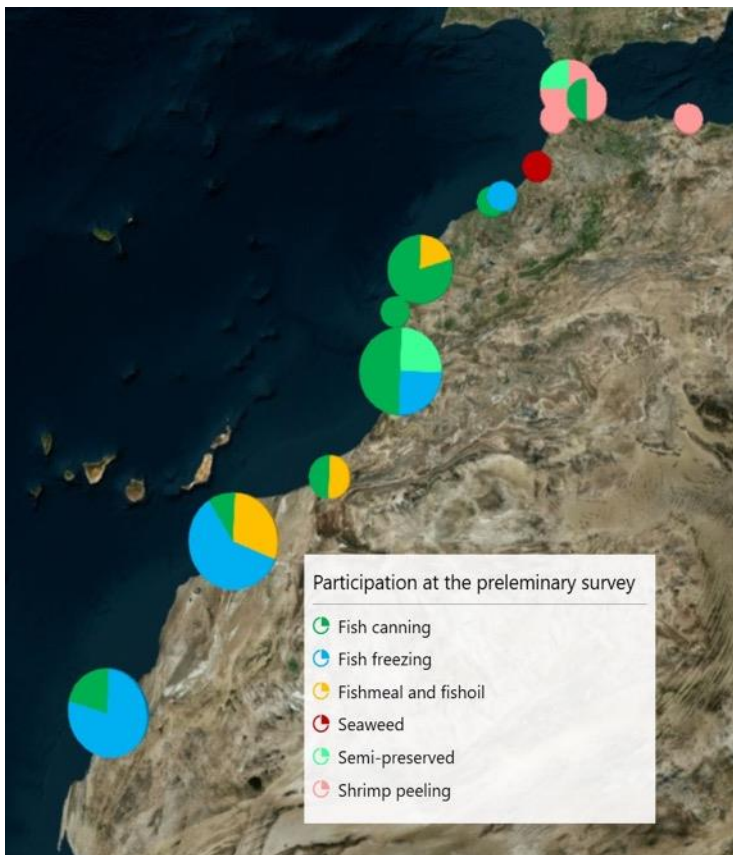 Participation at the preleminary survey
Fish canning
Fish freezing
Fishmeal and fishoil
Seaweed
Semi-preserved
Shrimp peeling